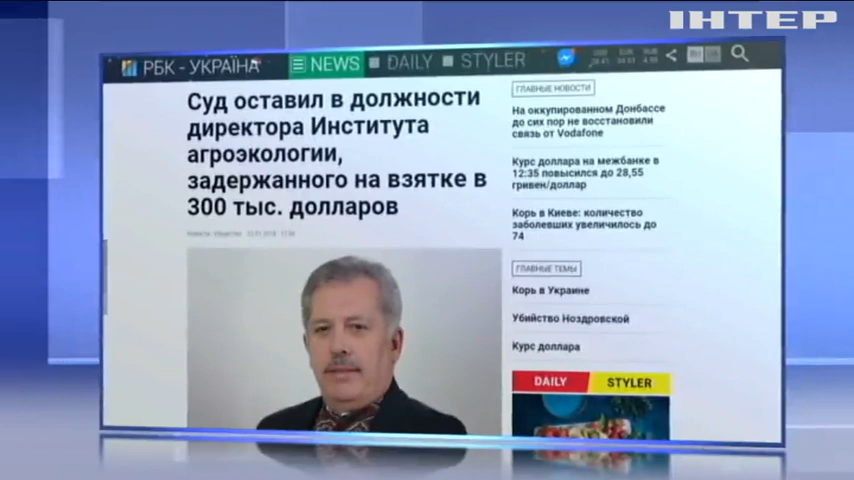 ІНТЕР
РБК - УКРАЇНА
NEWS
DAILY
STYLER
Суд оставил в должности
директора Института
агроэкологии,
задержанного на взятке в
300 тыс. долларов
ГЛАВНЫЕ НОВОСТИ
На оккупированном Донбассе
до сих пор не восстановили
связь от Vodafone
Курс доллара на межбанке в
12:35 повысился до 28,55
гривен/доллар
Корь в Киеве: количество
заболевших увеличилось до
74
ГЛАВНЫЕ ТЕМЫ
Корь в Украине
Убийство Ноздровской
Курс доллара
DAILY
STYLER